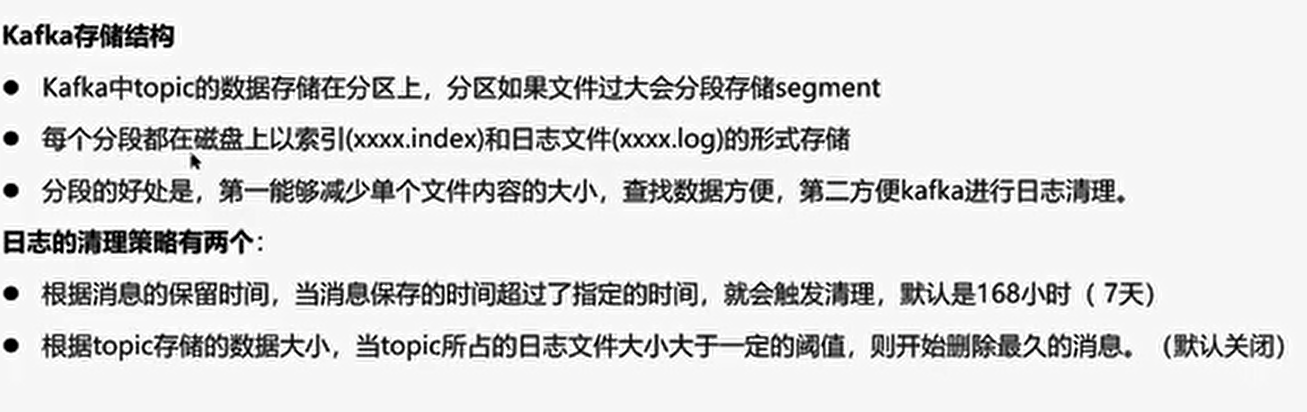 Kafka存储结构
● Kafka中topic的数据存储在分区上，分区如果文件过大会分段存储segment
● 每个分段都在磁盘上以索引(xxxx.index)和日志文件(xxxx.log)的形式存储
● 分段的好处是，第一能够减少单个文件内容的大小，查找数据方便，第二方便kafka进行日志清理。
日志的清理策略有两个：
● 根据消息的保留时间，当消息保存的时间超过了指定的时间，就会触发清理，默认是168小时（ 7天）
● 根据topic存储的数据大小，当topic所占的日志文件大小大于一定的阈值，则开始删除最久的消息。（默认关闭）